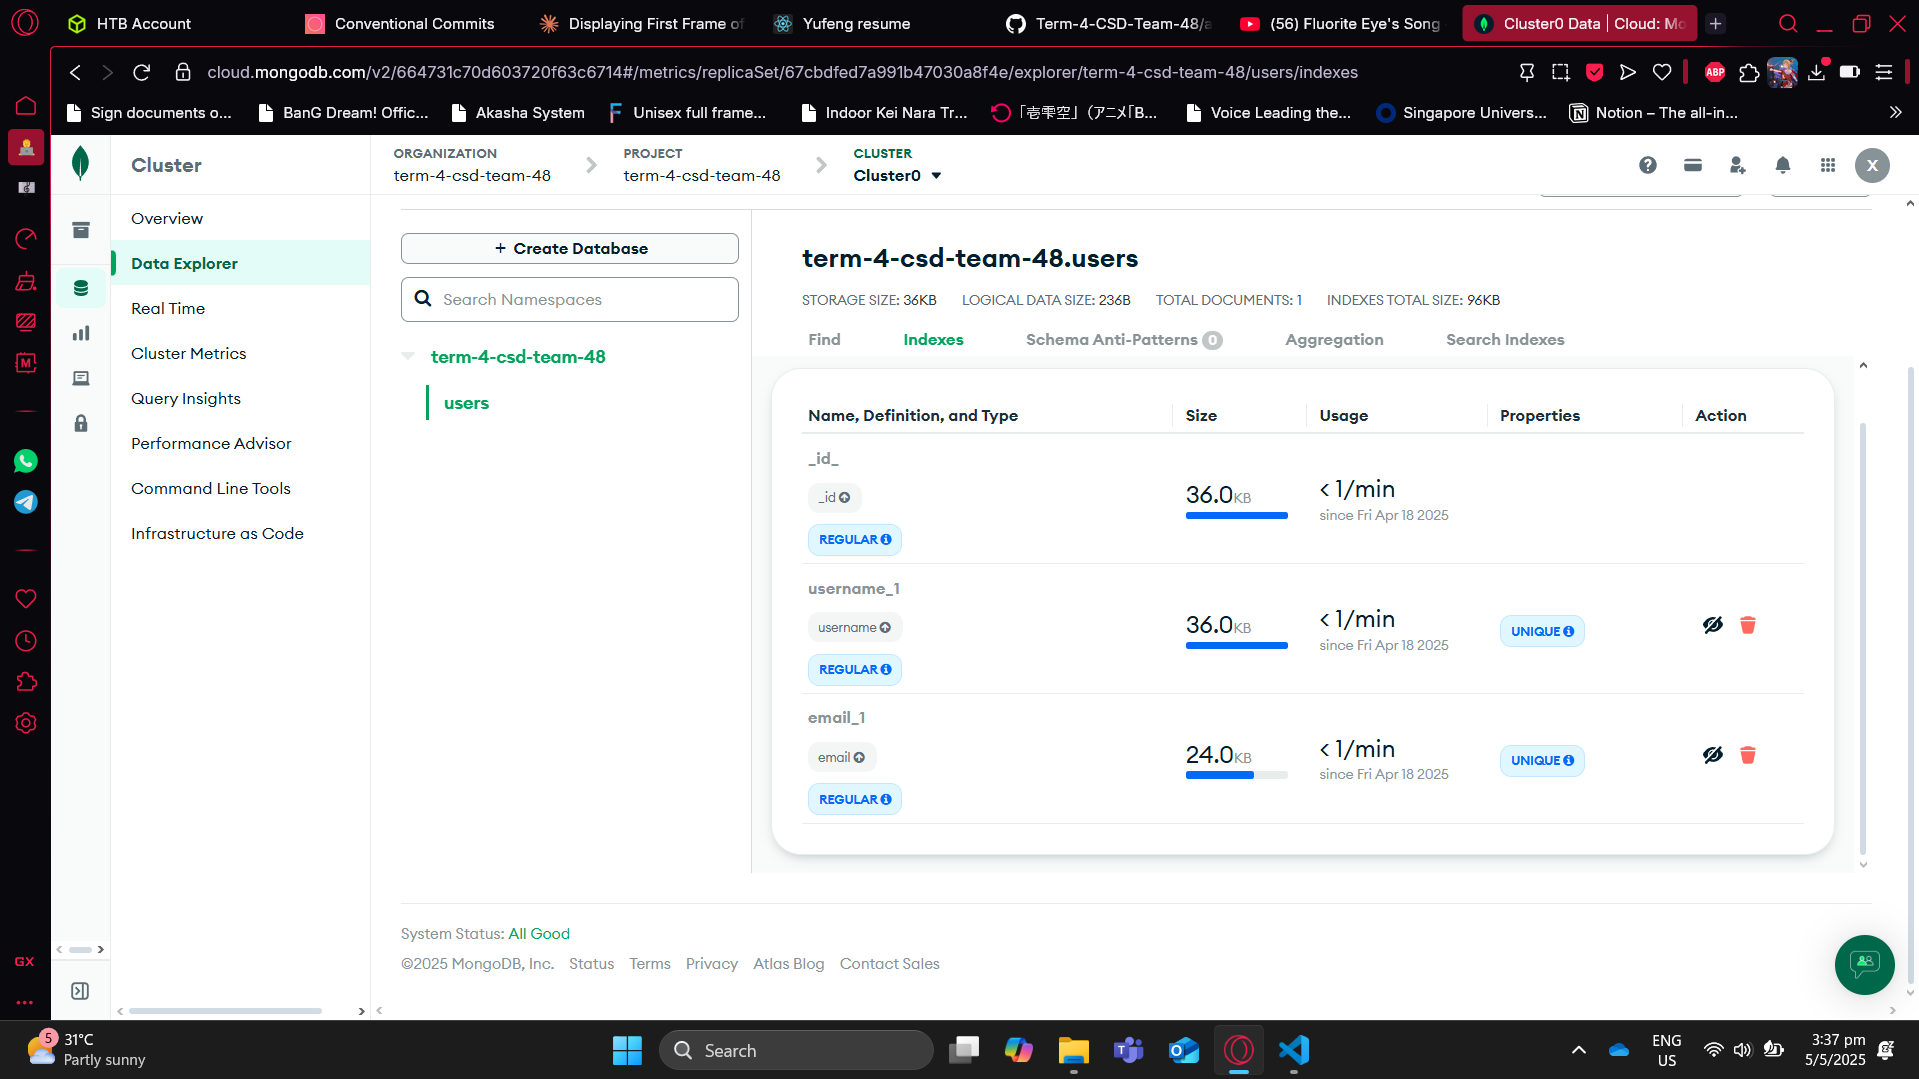 HTB Account
Conventional Commits
Displaying First Frame of
Yufeng resume
Term-4-CSD-Team-48/a
(56) Fluorite Eye's Song
Cluster0 Data | Cloud: Mo
cloud.mongodb.com/v2/664731c70d603720f63c6714#/metrics/replicaSet/67cbdfed7a991b47030a8f4e/explorer/term-4-csd-team-48/users/indexes
ABP
Sign documents o...
BanG Dream! Offic...
Akasha System
Unisex full frame...
Indoor Kei Nara Tr...
「壱雫空」（アニメ「B...
Voice Leading the...
Singapore Univers...
Notion – The all-in...
Cluster
ORGANIZATION
term-4-csd-team-48
PROJECT
term-4-csd-team-48
CLUSTER
Cluster0
X
Overview
Data Explorer
Real Time
Cluster Metrics
Query Insights
Performance Advisor
Command Line Tools
Infrastructure as Code
+ Create Database
Search Namespaces
term-4-csd-team-48
users
term-4-csd-team-48.users
STORAGE SIZE: 36KB LOGICAL DATA SIZE: 236B TOTAL DOCUMENTS: 1 INDEXES TOTAL SIZE: 96KB
Find Indexes Schema Anti-Patterns 0 Aggregation Search Indexes
Name, Definition, and Type Size Usage Properties Action
_id_
_id
REGULAR
36.0KB
< 1/min
since Fri Apr 18 2025
username_1
username
REGULAR
36.0KB
< 1/min
since Fri Apr 18 2025
UNIQUE
email_1
email
REGULAR
24.0KB
< 1/min
since Fri Apr 18 2025
UNIQUE
System Status: All Good
©2025 MongoDB, Inc. Status Terms Privacy Atlas Blog Contact Sales
GX
5
31°C
Partly sunny
Search
ENG
US
3:37 pm
5/5/2025